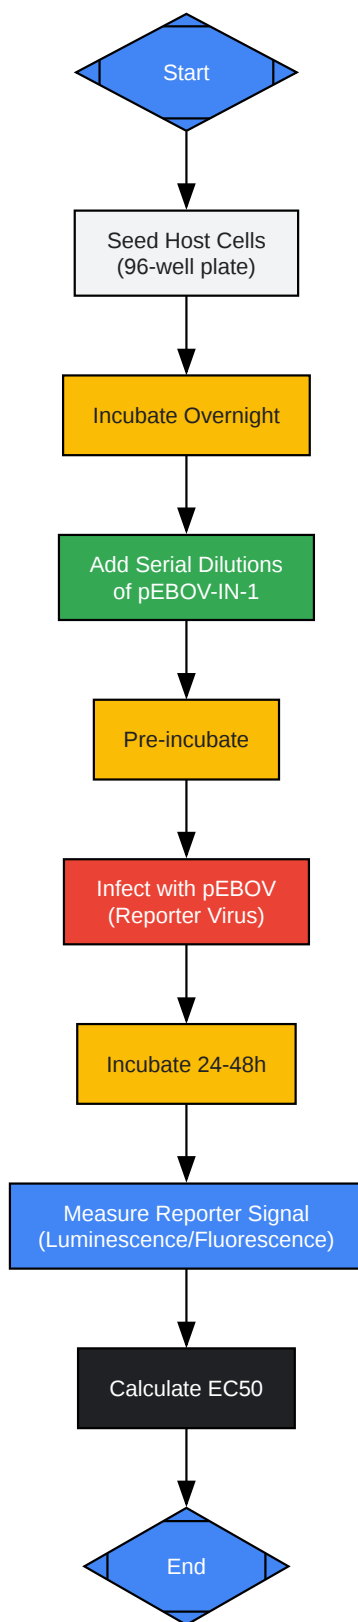 Start
Seed Host Cells
(96-well plate)
Incubate Overnight
Add Serial Dilutions
of pEBOV-IN-1
Pre-incubate
Infect with pEBOV
(Reporter Virus)
Incubate 24-48h
Measure Reporter Signal
(Luminescence/Fluorescence)
Calculate EC50
End